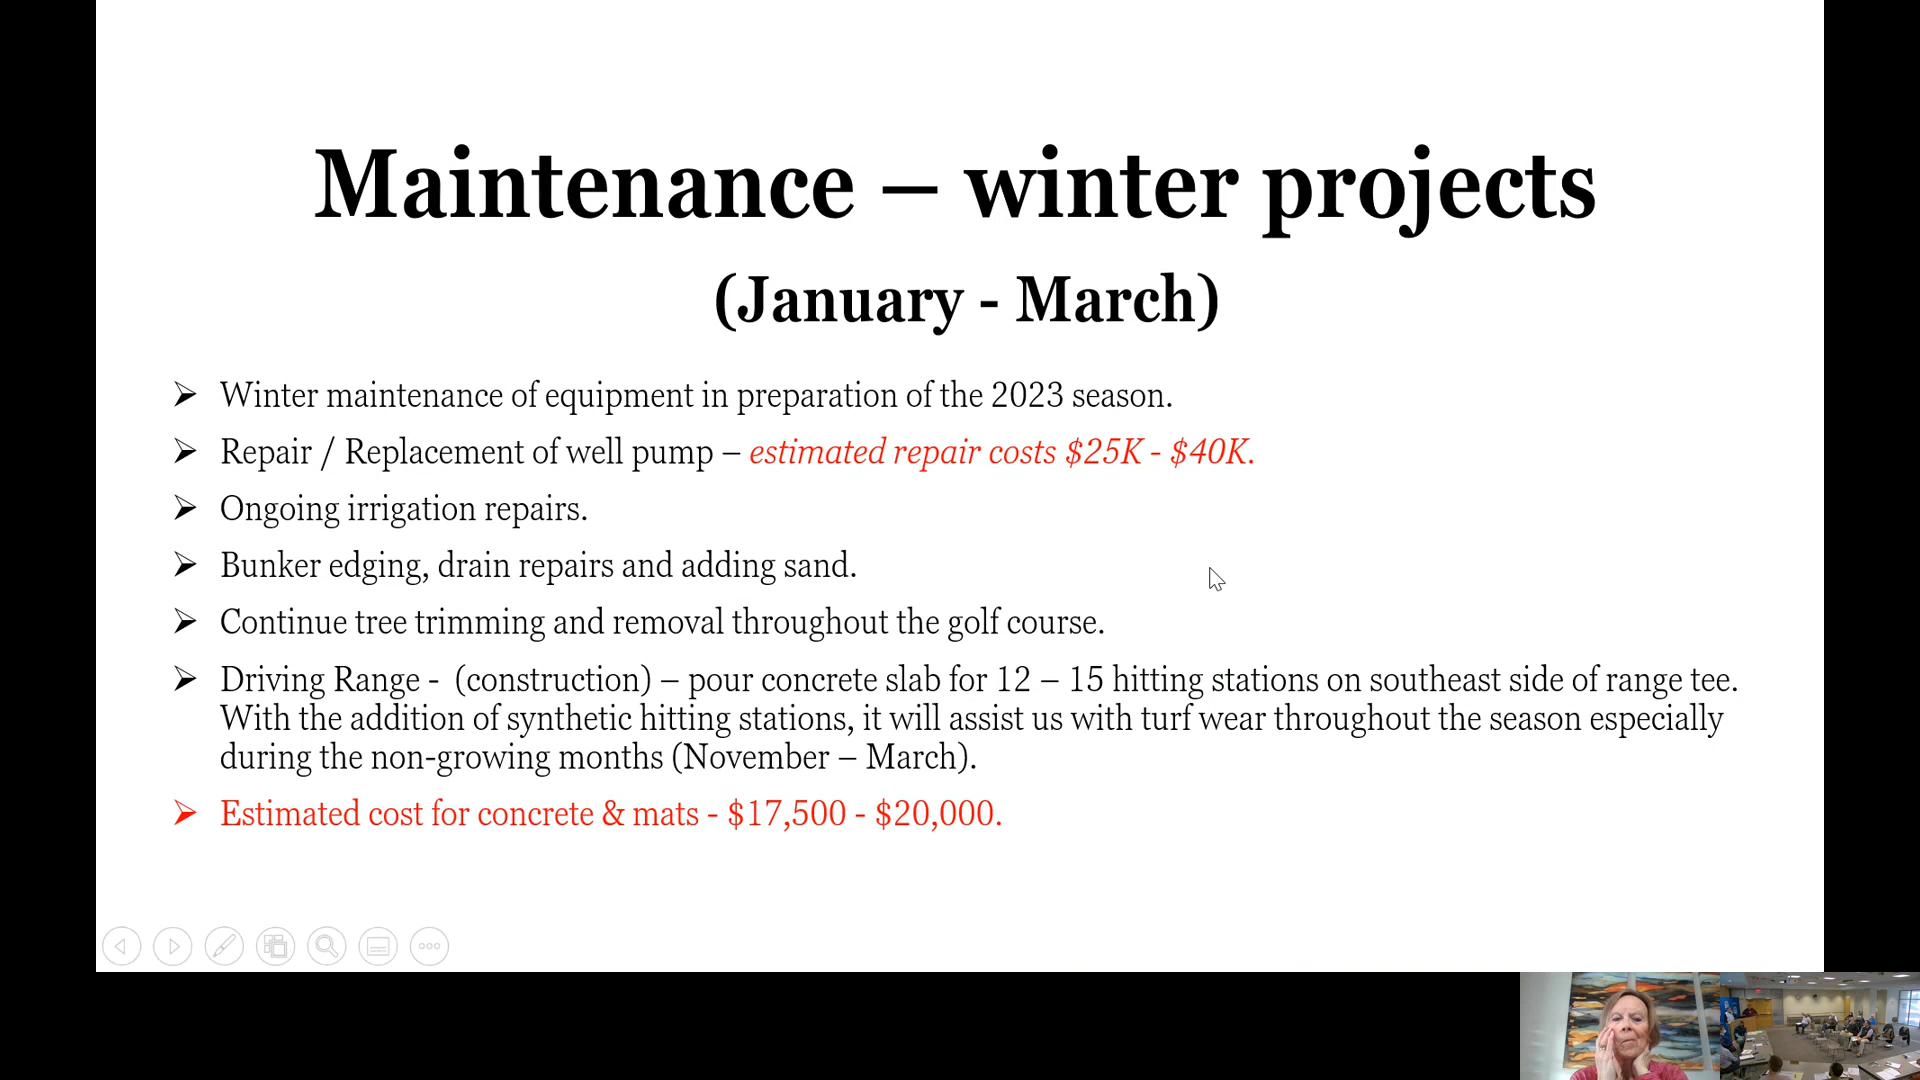 Maintenance – winter projects
(January - March)
Winter maintenance of equipment in preparation of the 2023 season.
Repair / Replacement of well pump – estimated repair costs $25K - $40K.
Ongoing irrigation repairs.
Bunker edging, drain repairs and adding sand.
Continue tree trimming and removal throughout the golf course.
Driving Range -  (construction) – pour concrete slab for 12 – 15 hitting stations on southeast side of range tee.
With the addition of synthetic hitting stations, it will assist us with turf wear throughout the season especially
during the non-growing months (November – March).
Estimated cost for concrete & mats - $17,500 - $20,000.